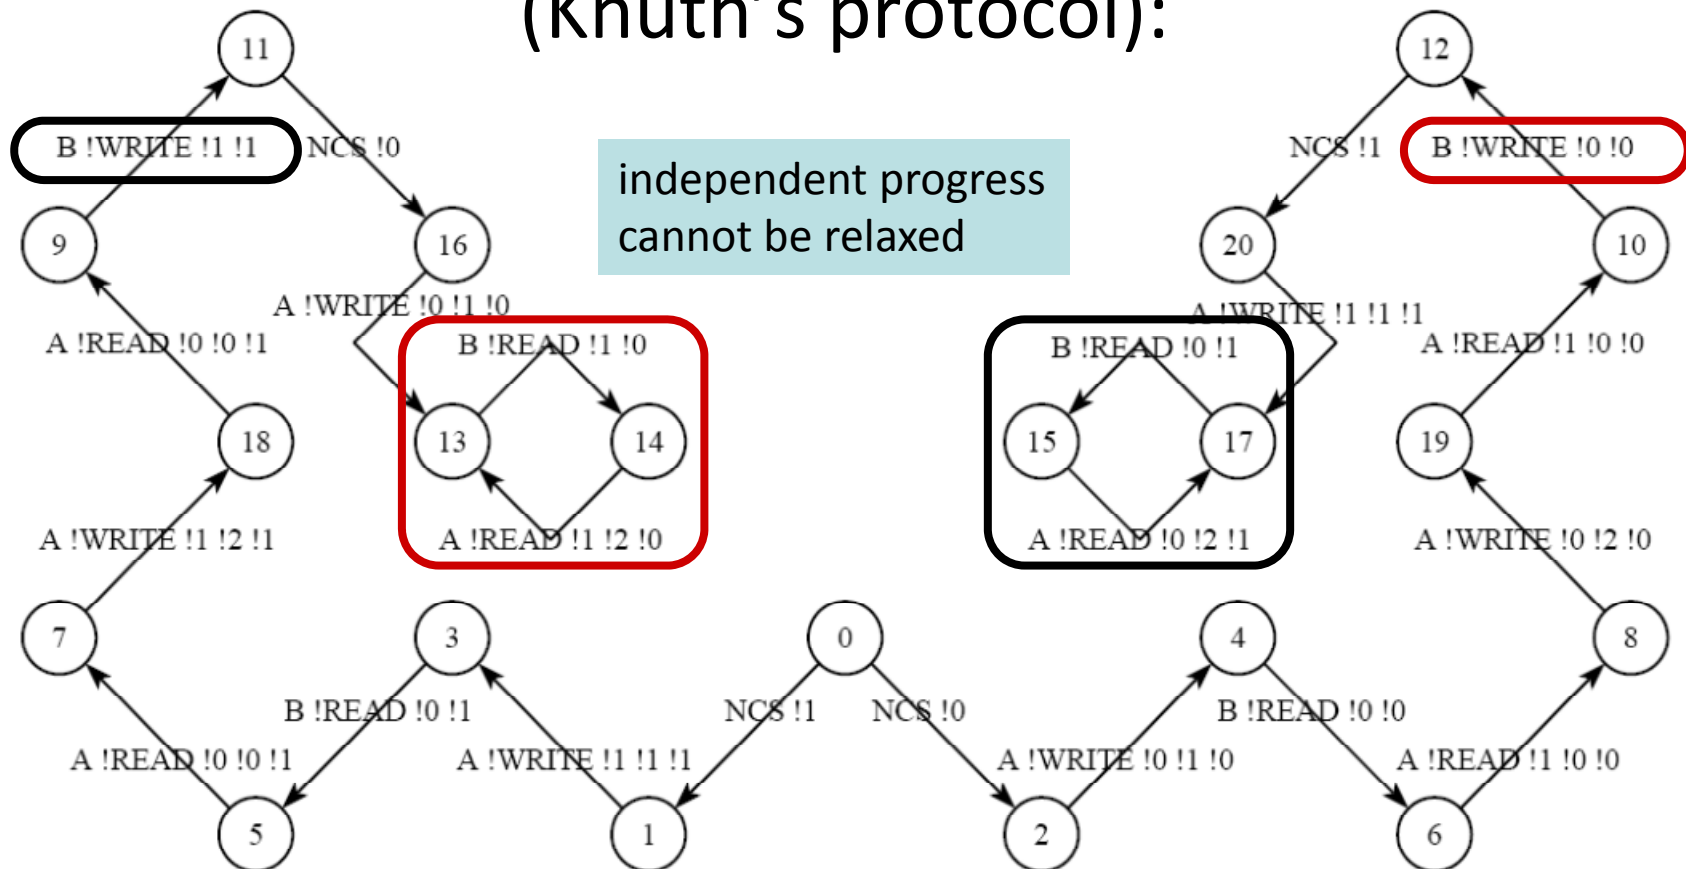 (Knuth's protocol):
11
12
B !WRITE !1 !1
NCS !0
NCS !1
B !WRITE !0 !0
independent progress
cannot be relaxed
9
16
20
10
A !WRITE !0 !1 !0
A !WRITE !1 !1 !1
A !READ !0 !0 !1
B !READ !1 !0
B !READ !0 !1
A !READ !1 !0 !0
18
13
14
15
17
19
A !WRITE !1 !2 !1
A !READ !1 !2 !0
A !READ !0 !2 !1
A !WRITE !0 !2 !0
7
3
0
4
8
B !READ !0 !1
NCS !1
NCS !0
B !READ !0 !0
A !READ !0 !0 !1
A !WRITE !1 !1 !1
A !WRITE !0 !1 !0
A !READ !1 !0 !0
5
1
2
6